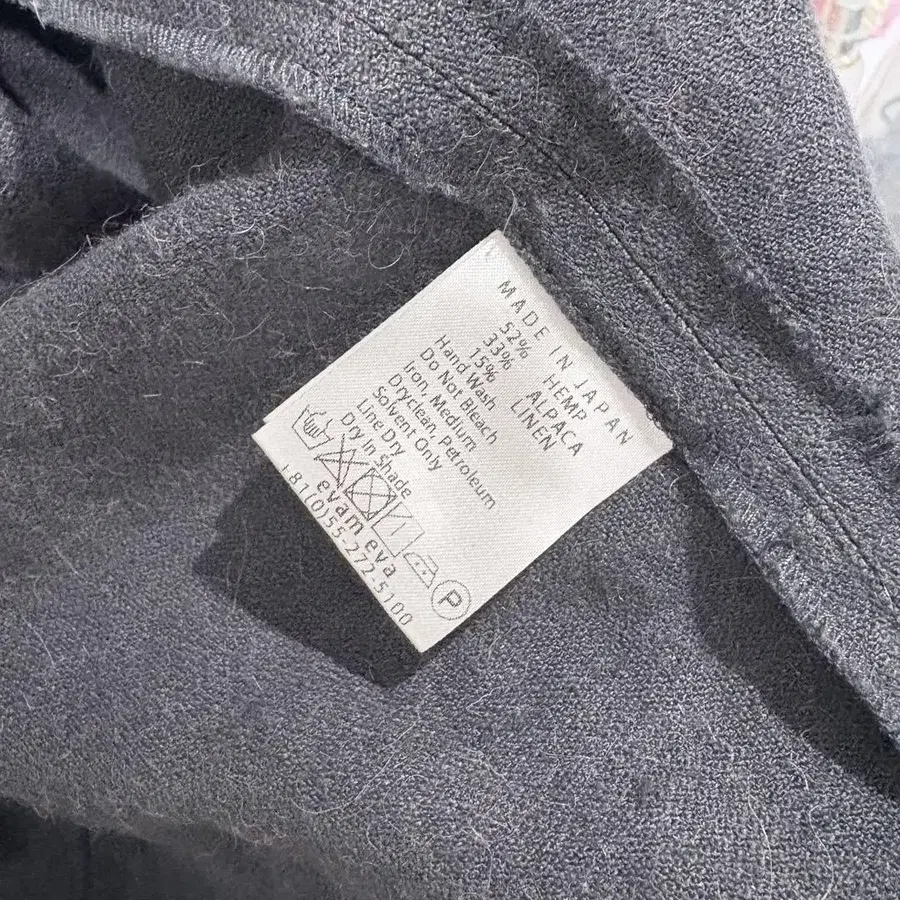 MADE IN JAPAN
52% HEMP
33% ALPACA
15% LINEN
Hand Wash
Do Not Bleach
Iron, Medium
Dryclean, Petroleum
Solvent Only
Line Dry
Dry In Shade
P
evam eva
81(0)55-272-5100